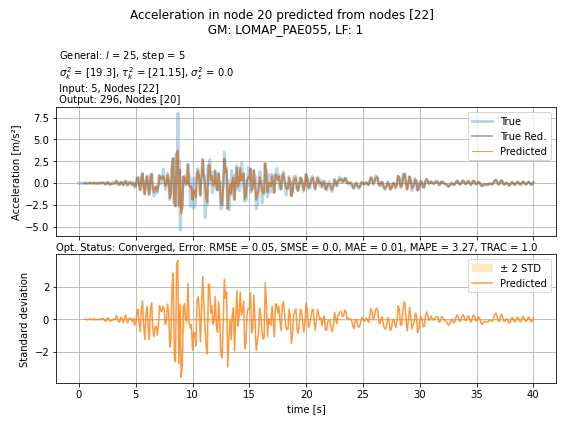 Acceleration in node 20 predicted from nodes [22]
GM: LOMAP_PAE055, LF: 1
General: l = 25, step = 5
σ²ₖ = [19.3], τ²ₖ = [21.15], σ²ε = 0.0
Input: 5, Nodes [22]
Output: 296, Nodes [20]
Acceleration [m/s²]
7.5
5.0
2.5
0.0
−2.5
−5.0
True
True Red.
Predicted
Opt. Status: Converged, Error: RMSE = 0.05, SMSE = 0.0, MAE = 0.01, MAPE = 3.27, TRAC = 1.0
Standard deviation
2
0
−2
± 2 STD
Predicted
0 5 10 15 20 25 30 35 40
time [s]